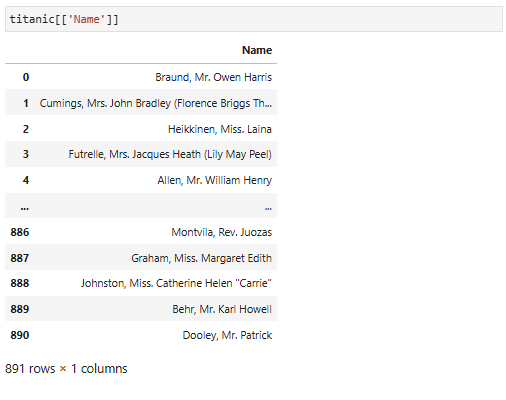 titanic[['Name']]
Name
0 Braund, Mr. Owen Harris
1 Cumings, Mrs. John Bradley (Florence Briggs Th...
2 Heikkinen, Miss. Laina
3 Futrelle, Mrs. Jacques Heath (Lily May Peel)
4 Allen, Mr. William Henry
... ...
886 Montvila, Rev. Juozas
887 Graham, Miss. Margaret Edith
888 Johnston, Miss. Catherine Helen "Carrie"
889 Behr, Mr. Karl Howell
890 Dooley, Mr. Patrick
891 rows × 1 columns